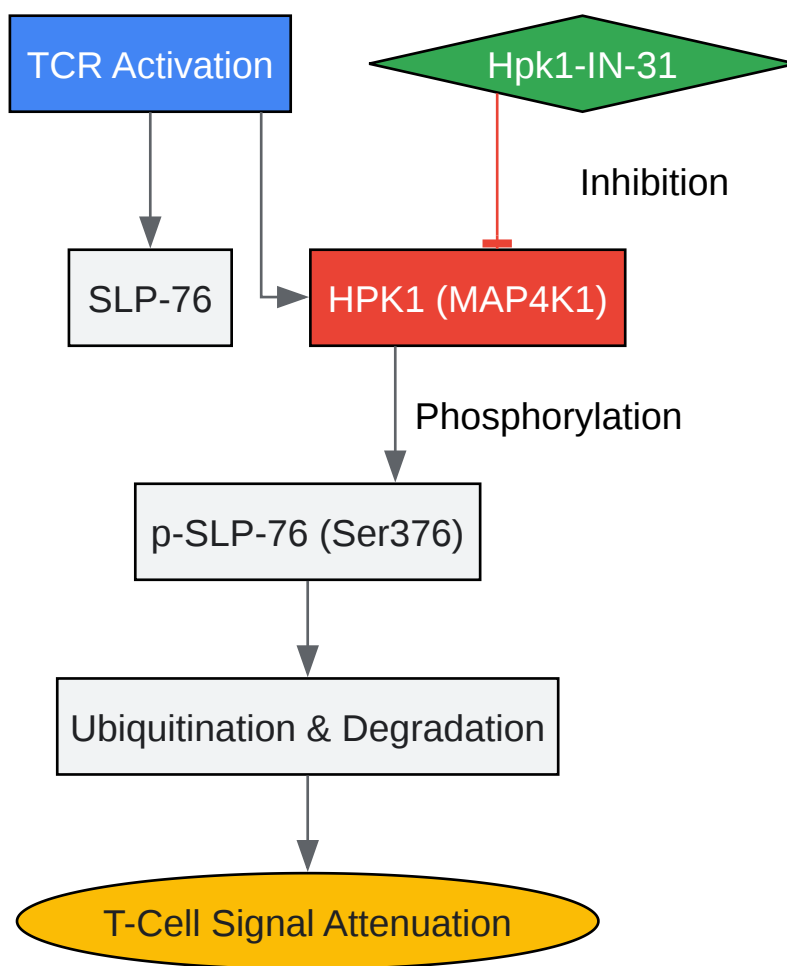 TCR Activation
Hpk1-IN-31
Inhibition
SLP-76
HPK1 (MAP4K1)
Phosphorylation
p-SLP-76 (Ser376)
Ubiquitination & Degradation
T-Cell Signal Attenuation